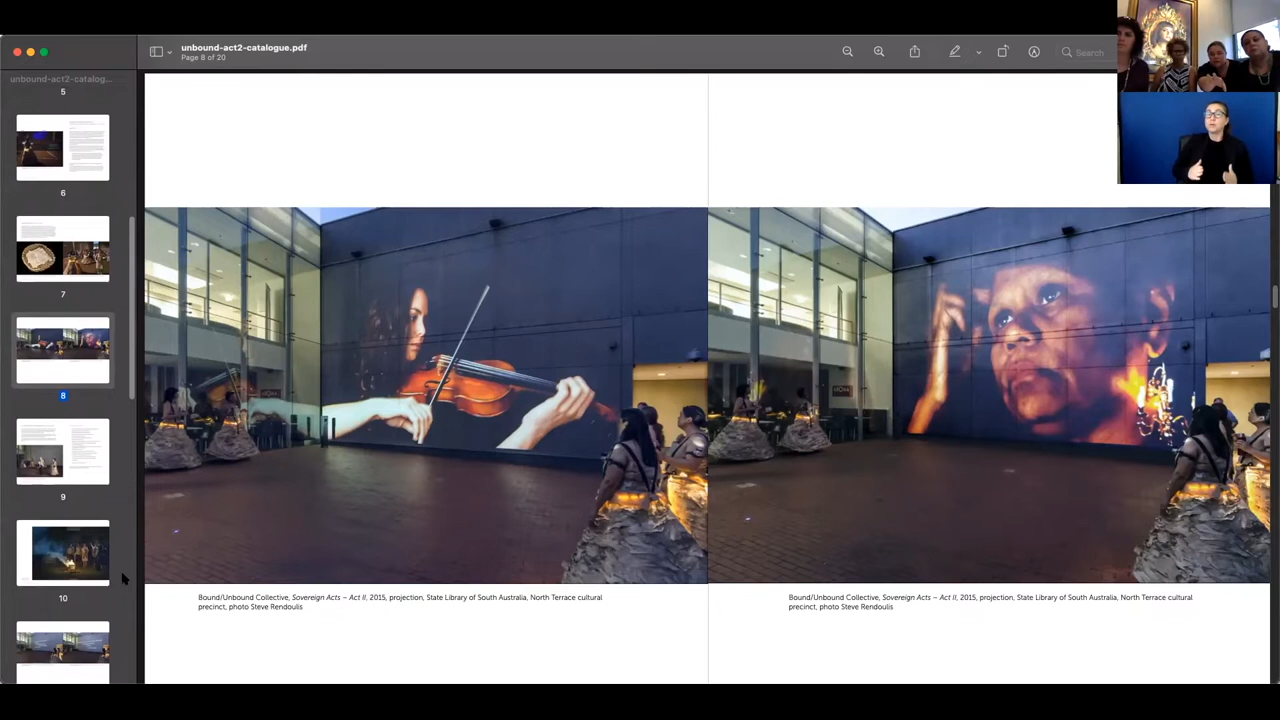 unbound-act2-catalogue.pdf
Page 8 of 20
Search
unbound-act2-catalog...
5
6
7
8
9
10
Bound/Unbound Collective, Sovereign Acts – Act II, 2015, projection, State Library of South Australia, North Terrace cultural
precinct, photo Steve Rendoulis
Bound/Unbound Collective, Sovereign Acts – Act II, 2015, projection, State Library of South Australia, North Terrace cultural
precinct, photo Steve Rendoulis